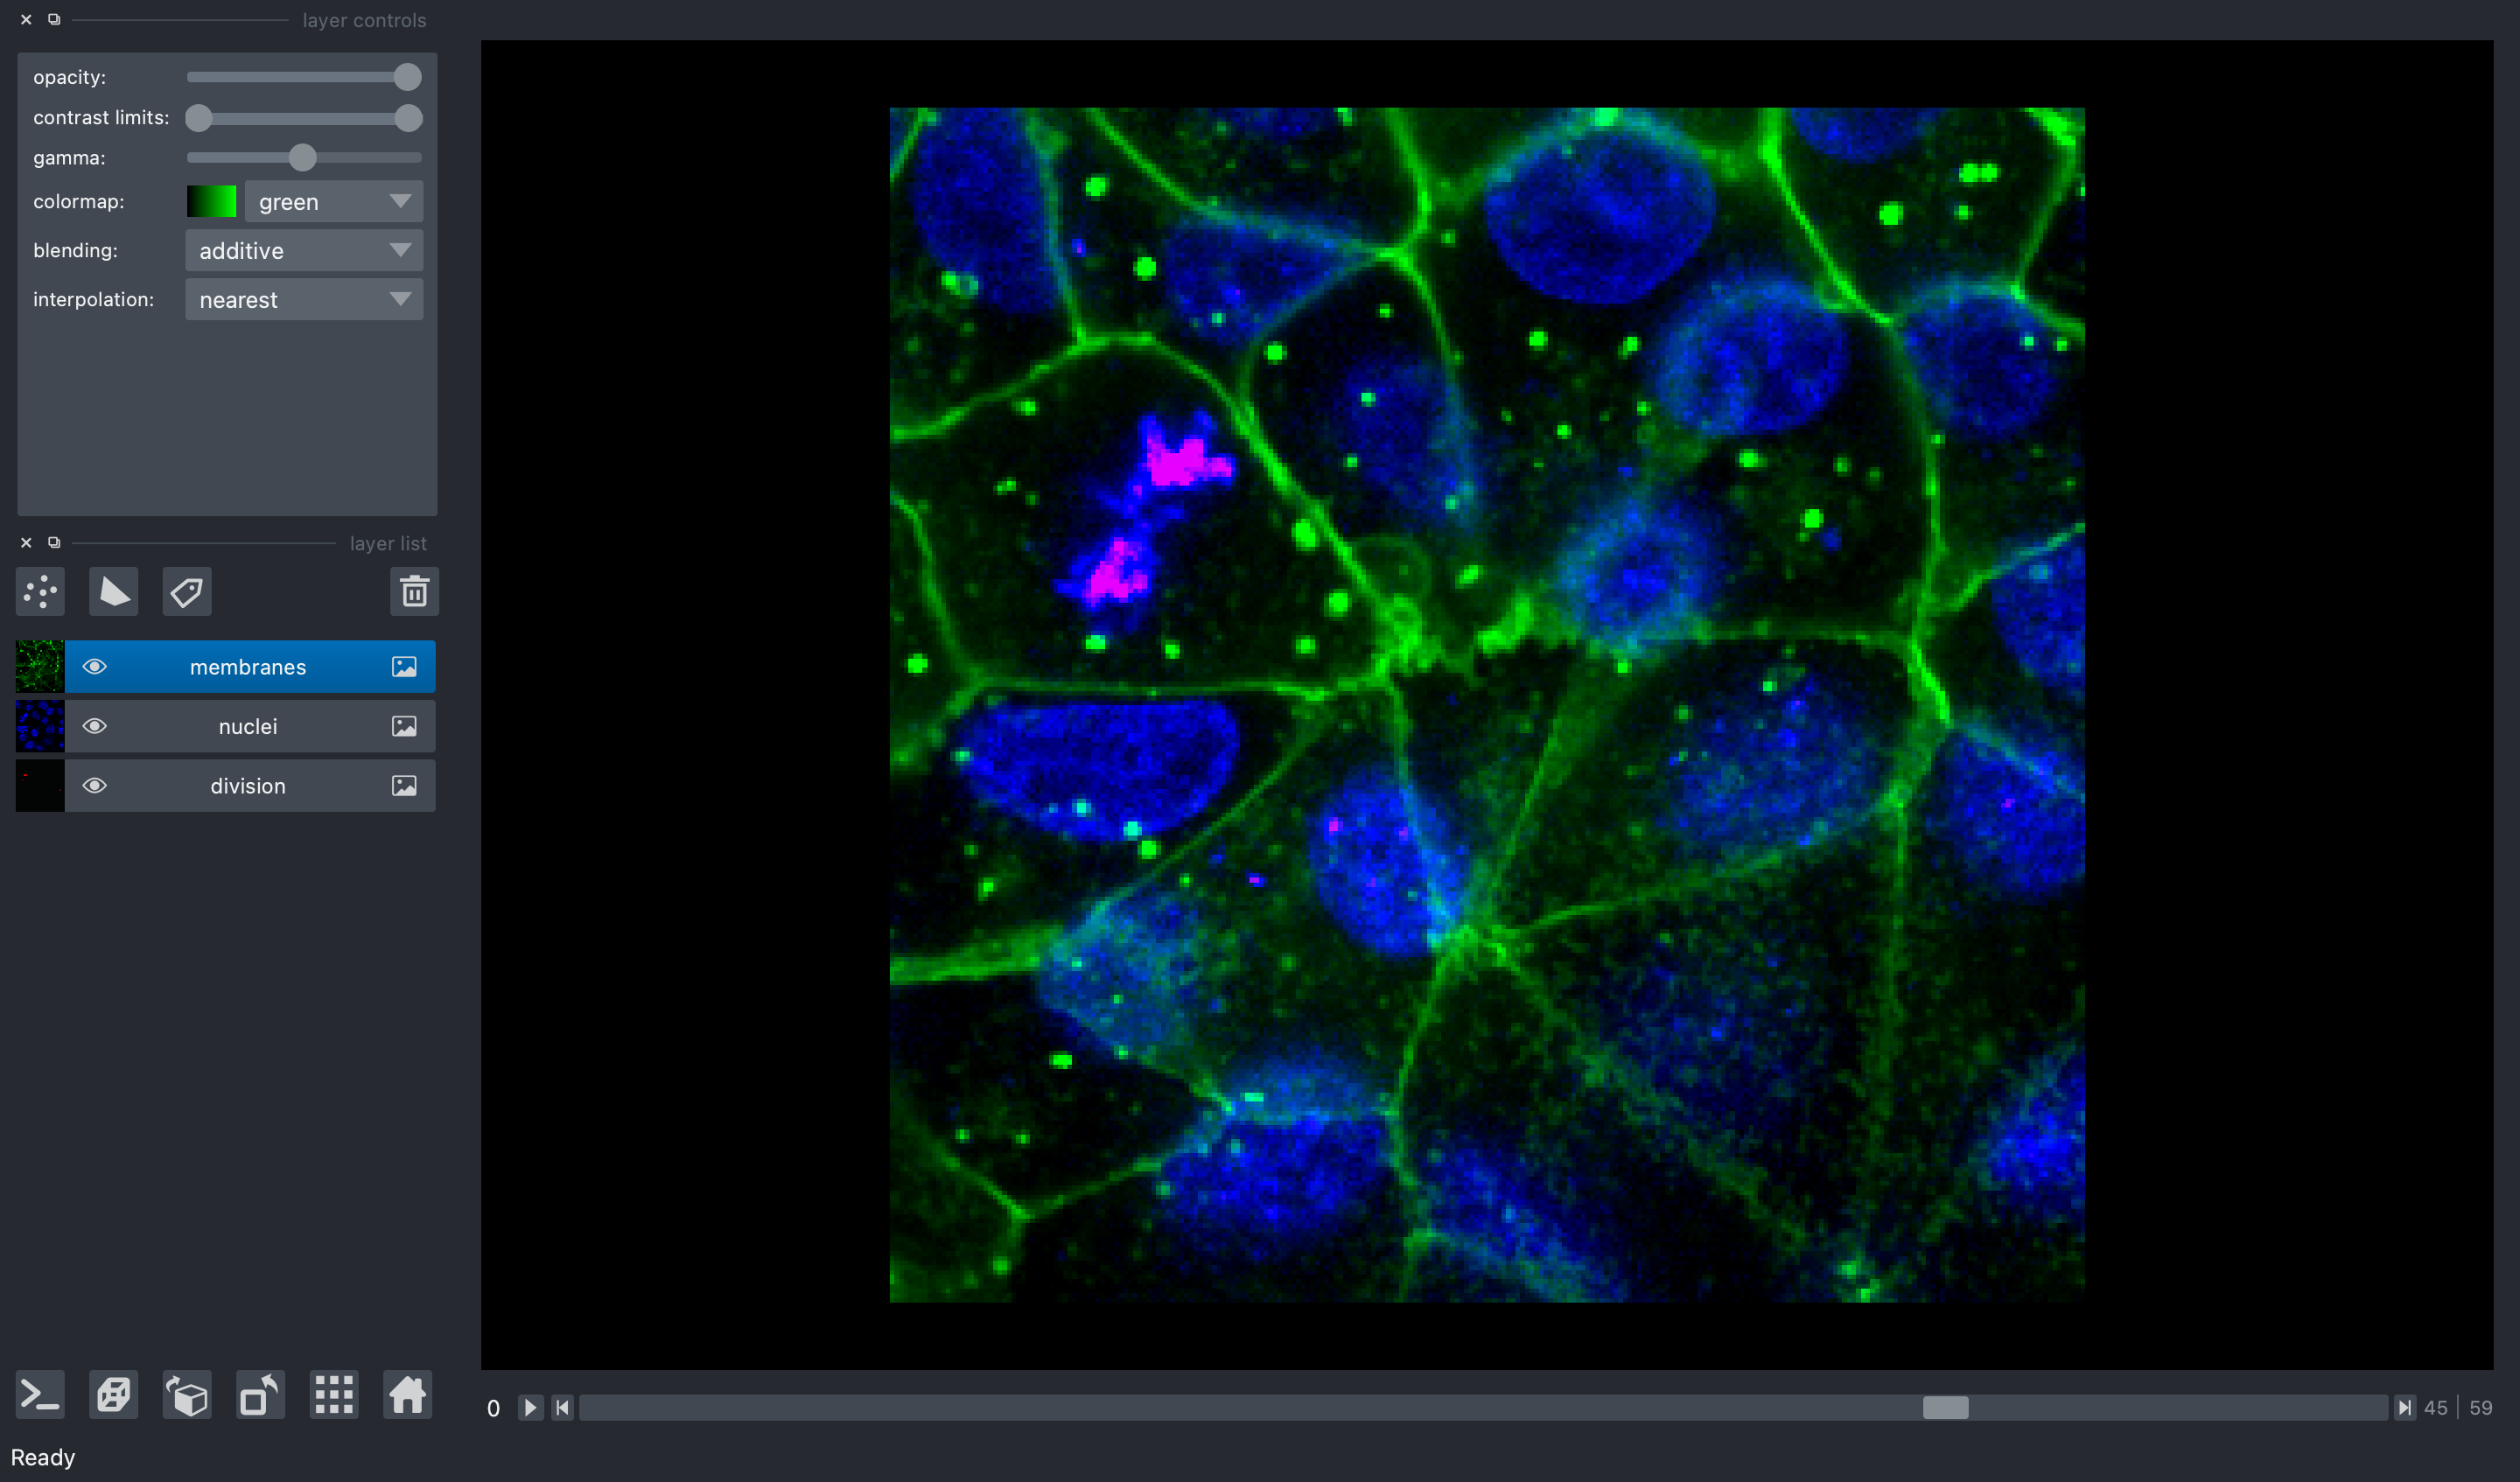 layer controls
opacity:
contrast limits:
gamma:
colormap: green
blending: additive
interpolation: nearest
layer list
membranes
nuclei
division
0 45 59
Ready